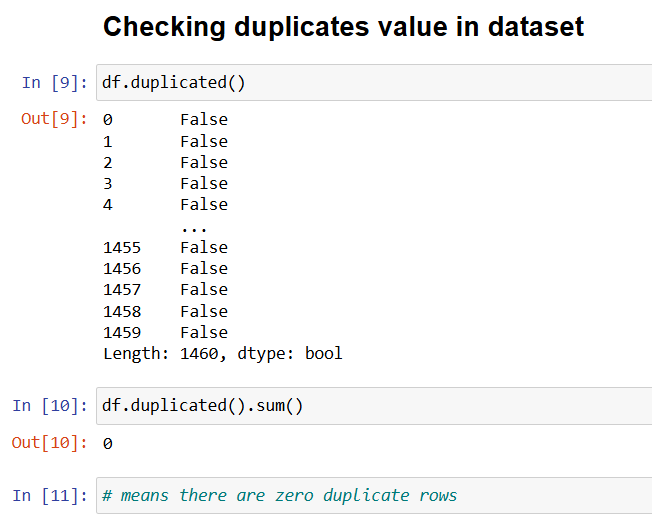 Checking duplicates value in dataset
In [9]: df.duplicated()
Out[9]: 0       False
1       False
2       False
3       False
4       False
...
1455    False
1456    False
1457    False
1458    False
1459    False
Length: 1460, dtype: bool
In [10]: df.duplicated().sum()
Out[10]: 0
In [11]: # means there are zero duplicate rows